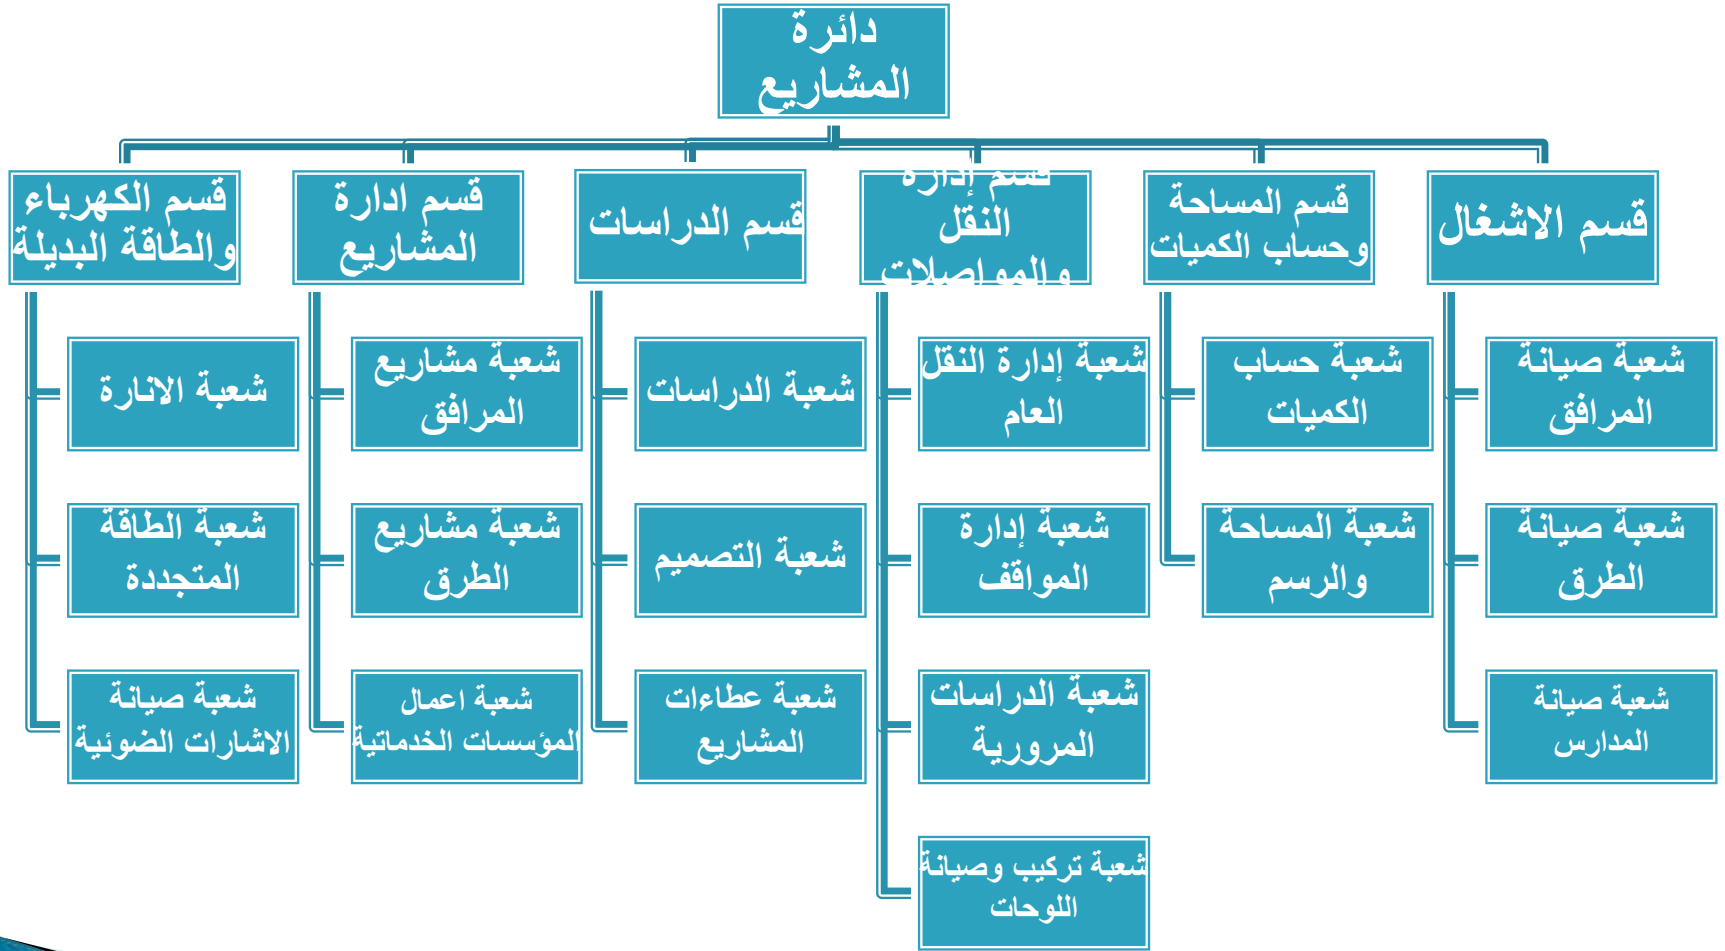 دائرة
المشاريع
قسم الاشغال
قسم المساحة
وحساب الكميات
قسم إدارة
النقل
والمواصلات
قسم الدراسات
قسم ادارة
المشاريع
قسم الكهرباء
والطاقة البديلة
شعبة صيانة
المرافق
شعبة حساب
الكميات
شعبة إدارة النقل
العام
شعبة الدراسات
شعبة مشاريع
المرافق
شعبة الانارة
شعبة صيانة
الطرق
شعبة المساحة
والرسم
شعبة إدارة
المواقف
شعبة التصميم
شعبة مشاريع
الطرق
شعبة الطاقة
المتجددة
شعبة صيانة
المدارس
شعبة الدراسات
المرورية
شعبة عطاءات
المشاريع
شعبة اعمال
المؤسسات الخدماتية
شعبة صيانة
الاشارات الضوئية
شعبة تركيب وصيانة
اللوحات